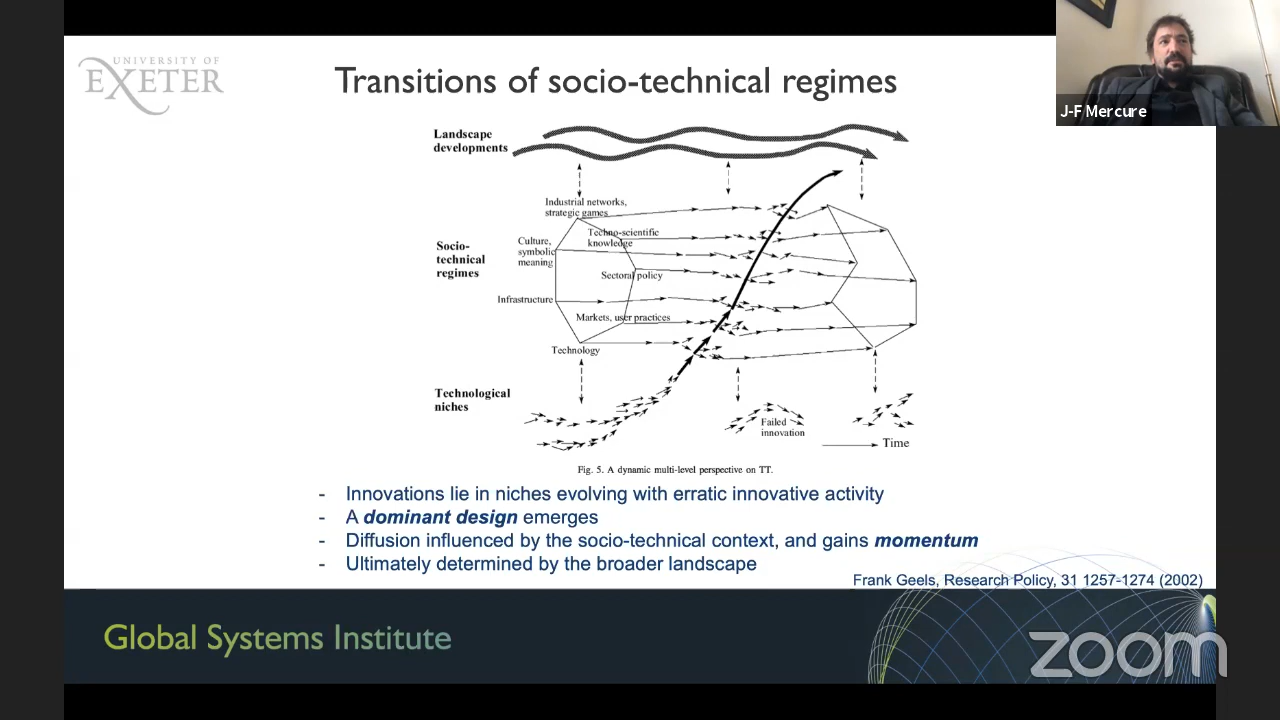 UNIVERSITY OF
EXETER
Transitions of socio-technical regimes
J-F Mercure
Landscape
developments
Industrial networks,
strategic games
Techno-scientific
knowledge
Culture,
symbolic
meaning
Socio-
technical
regimes
Sectoral policy
Infrastructure
Markets, user practices
Technology
Technological
niches
Failed
innovation
Time
Fig. 5. A dynamic multi-level perspective on TT.
- Innovations lie in niches evolving with erratic innovative activity
- A dominant design emerges
- Diffusion influenced by the socio-technical context, and gains momentum
- Ultimately determined by the broader landscape
Frank Geels, Research Policy, 31 1257-1274 (2002)
Global Systems Institute
zoom